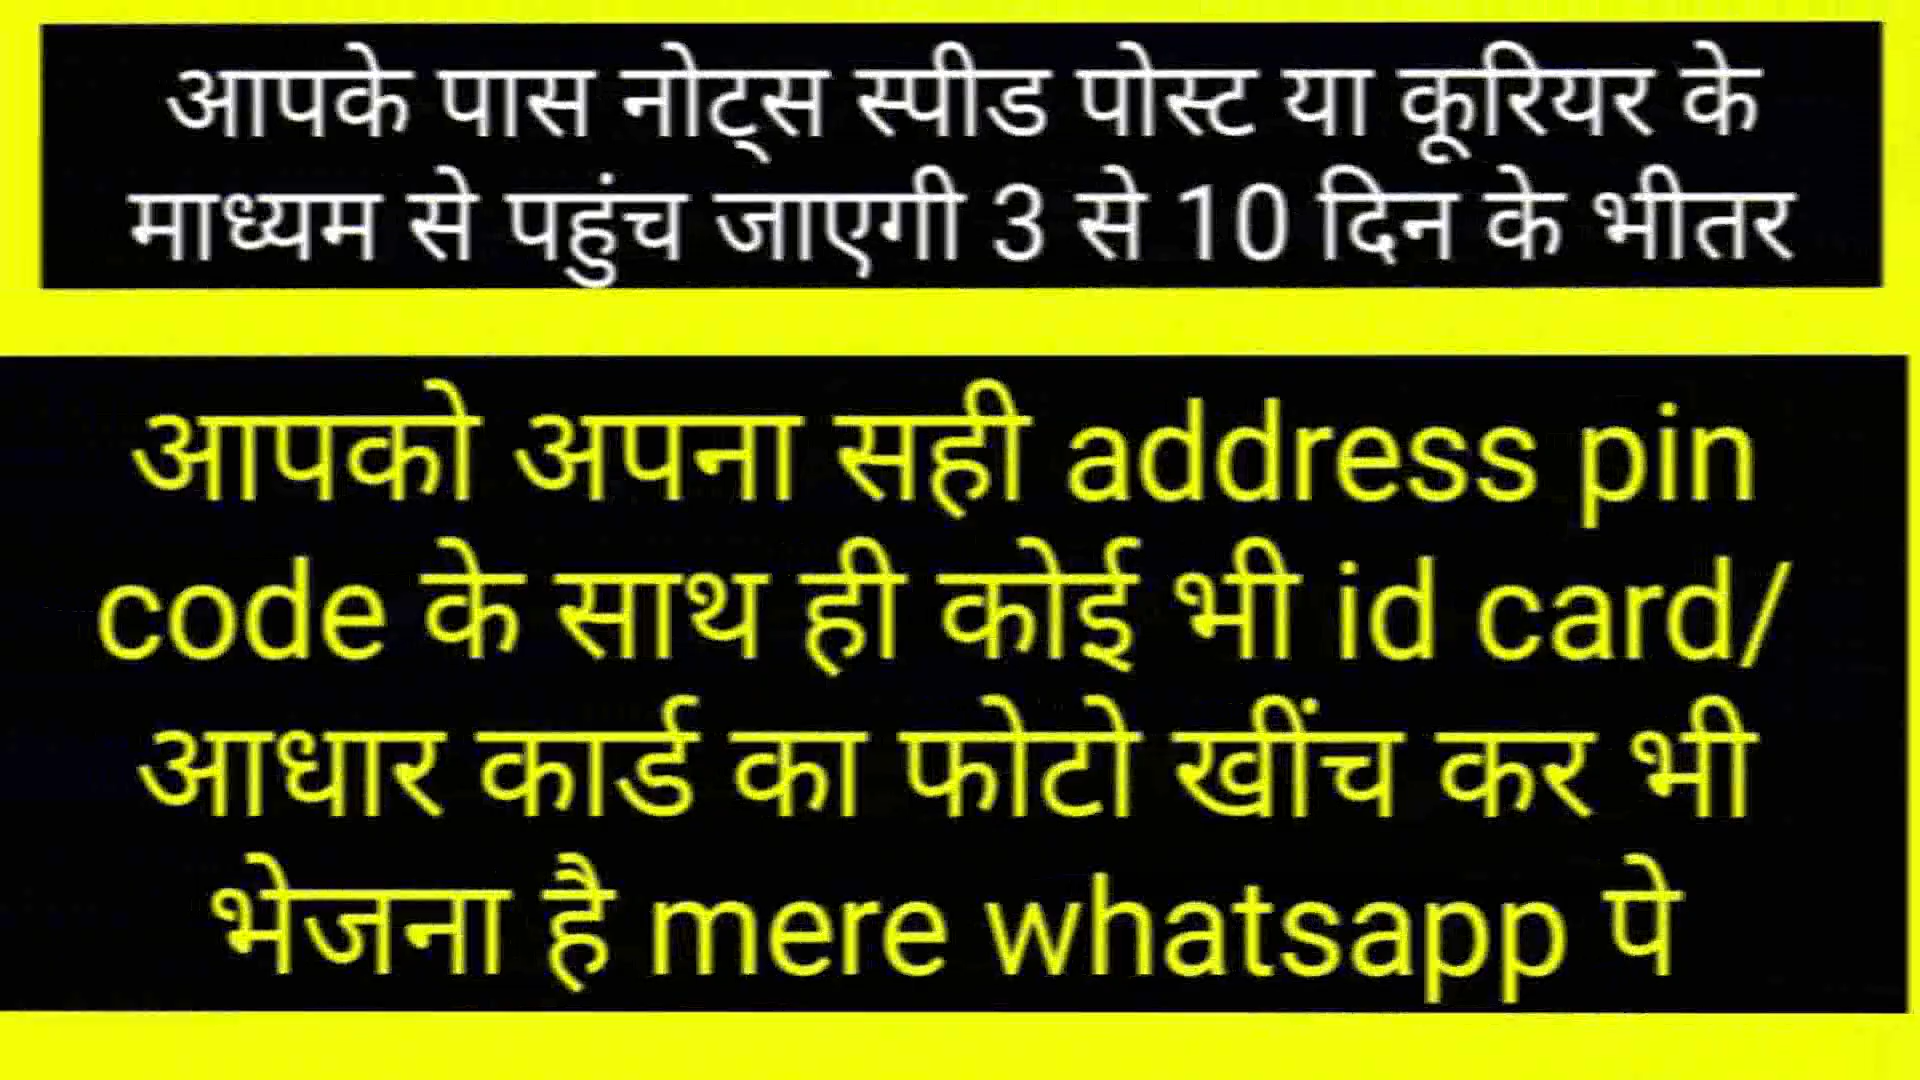 आपके पास नोट्स स्पीड पोस्ट या कूरियर के
माध्यम से पहुंच जाएगी 3 से 10 दिन के भीतर
आपको अपना सही address pin
code के साथ ही कोई भी id card/
आधार कार्ड का फोटो खींच कर भी
भेजना है mere whatsapp पे